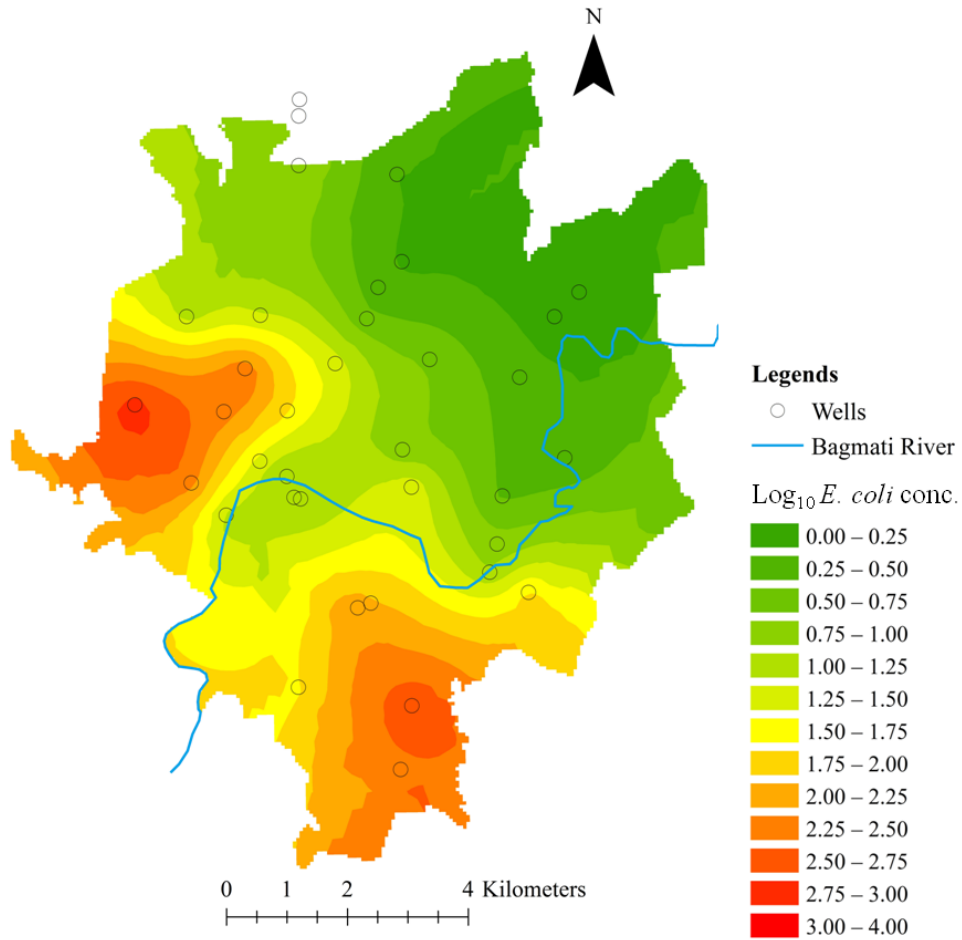 N
Legends
Wells
Bagmati River
Log₁₀ E. coli conc.
0.00 – 0.25
0.25 – 0.50
0.50 – 0.75
0.75 – 1.00
1.00 – 1.25
1.25 – 1.50
1.50 – 1.75
1.75 – 2.00
2.00 – 2.25
2.25 – 2.50
2.50 – 2.75
2.75 – 3.00
3.00 – 4.00
0 1 2 4 Kilometers